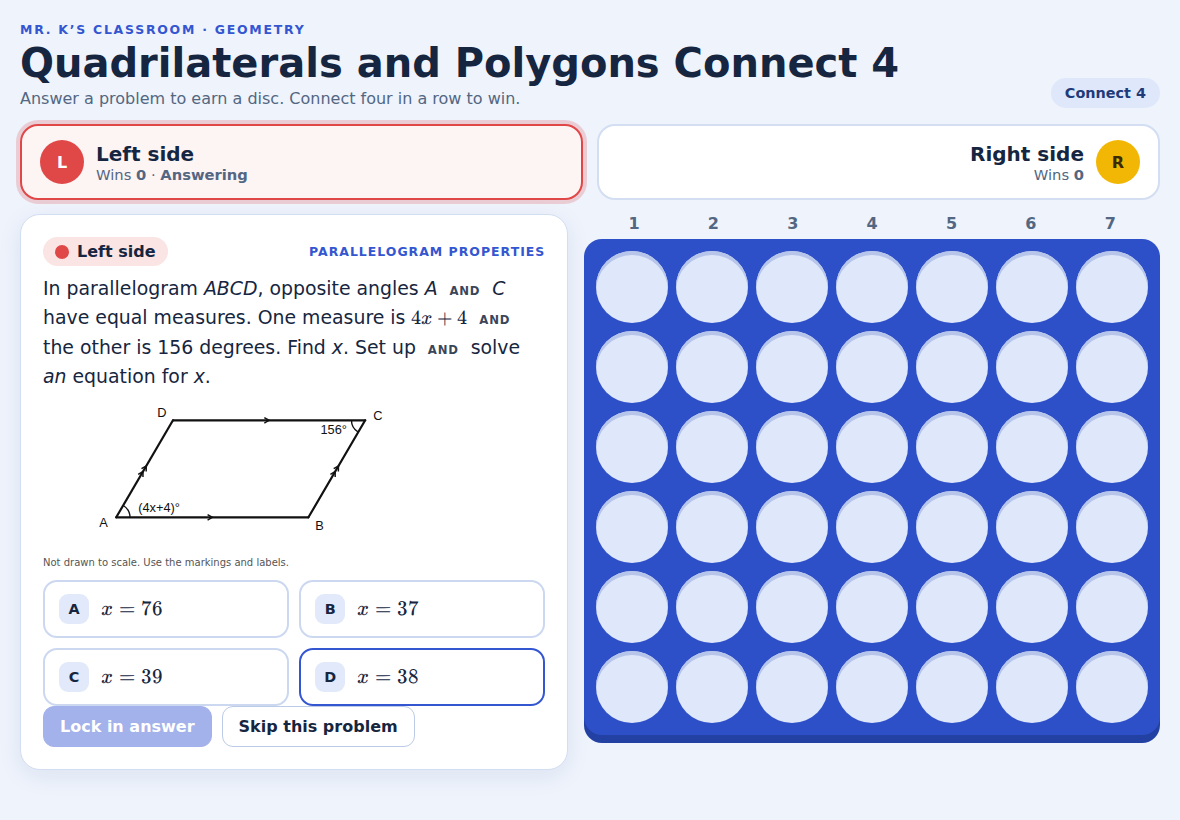 MR. K'S CLASSROOM · GEOMETRY
Quadrilaterals and Polygons Connect 4
Answer a problem to earn a disc. Connect four in a row to win.
Connect 4
L
Left side
Wins 0 · Answering
Right side
Wins 0
R
Left side
PARALLELOGRAM PROPERTIES
In parallelogram ABCD, opposite angles A AND C
have equal measures. One measure is 4x + 4 AND
the other is 156 degrees. Find x. Set up AND solve
an equation for x.
D
C
156°
(4x+4)°
A
B
Not drawn to scale. Use the markings and labels.
A x = 76
B x = 37
C x = 39
D x = 38
Lock in answer
Skip this problem
1 2 3 4 5 6 7